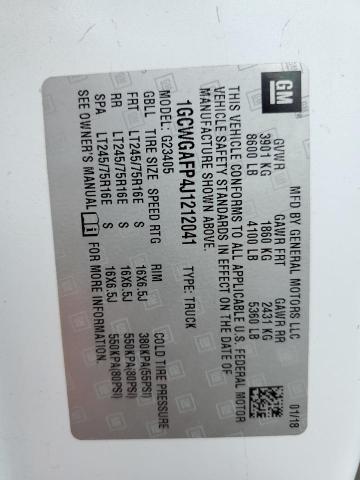 GM
MFD BY GENERAL MOTORS LLC 01/18
GVWR GAWR FRT GAWR RR
3901 KG 1860 KG 2431 KG
8600 LB 4100 LB 5360 LB
THIS VEHICLE CONFORMS TO ALL APPLICABLE U.S. FEDERAL MOTOR
VEHICLE SAFETY STANDARDS IN EFFECT ON THE DATE OF
MANUFACTURE SHOWN ABOVE.
1GCWGAFP4J1212041 TYPE: TRUCK
MODEL: G23405
GBLL TIRE SIZE SPEED RTG RIM COLD TIRE PRESSURE
FRT LT245/75R16E S 16X6.5J 380KPA(55PSI)
RR LT245/75R16E S 16X6.5J 550KPA(80PSI)
SPA LT245/75R16E S 16X6.5J 550KPA(80PSI)
SEE OWNER'S MANUAL FOR MORE INFORMATION